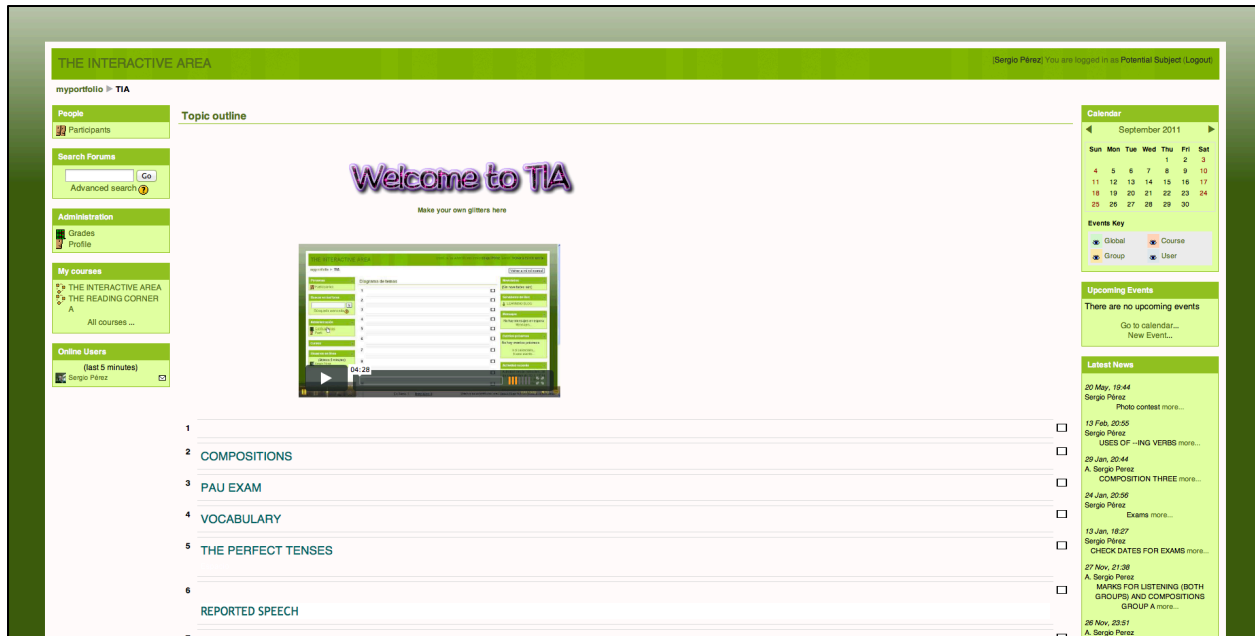 THE INTERACTIVE AREA
[Sergio Pérez] You are logged in as Potential Subject (Logout)
myportfolio ► TIA
People
Participants
Search Forums
Go
Advanced search ?
Administration
Grades
Profile
My courses
THE INTERACTIVE AREA
THE READING CORNER
A
All courses ...
Online Users
(last 5 minutes)
Sergio Pérez
Topic outline
Welcome to TIA
Make your own glitters here
THE INTERACTIVE AREA
Diagrama de temas
04:28
1
2 COMPOSITIONS
3 PAU EXAM
4 VOCABULARY
5 THE PERFECT TENSES
6
REPORTED SPEECH
Calendar
◄ September 2011 ►
Sun Mon Tue Wed Thu Fri Sat
1 2 3
4 5 6 7 8 9 10
11 12 13 14 15 16 17
18 19 20 21 22 23 24
25 26 27 28 29 30
Events Key
Global Course
Group User
Upcoming Events
There are no upcoming events
Go to calendar...
New Event...
Latest News
20 May, 19:44
Sergio Pérez
Photo contest more...
13 Feb, 20:55
Sergio Pérez
USES OF --ING VERBS more...
29 Jan, 20:44
A. Sergio Perez
COMPOSITION THREE more...
24 Jan, 20:56
Sergio Pérez
Exams more...
13 Jan, 18:27
Sergio Pérez
CHECK DATES FOR EXAMS more...
27 Nov, 21:38
A. Sergio Perez
MARKS FOR LISTENING (BOTH
GROUPS) AND COMPOSITIONS
GROUP A more...
26 Nov, 23:51
A. Sergio Perez